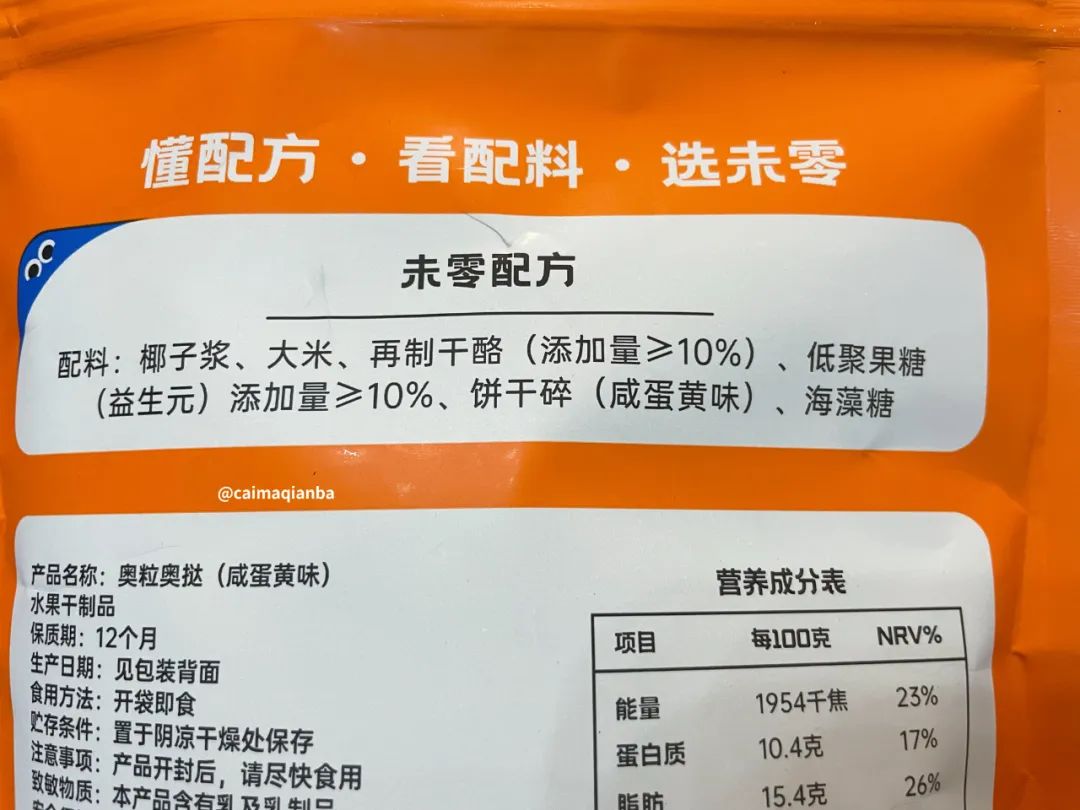 懂配方·看配料·选未零
未零配方
配料：椰子浆、大米、再制干酪（添加量≥10%）、低聚果糖
(益生元）添加量≥10%、饼干碎（咸蛋黄味）、海藻糖
@caimaqianba
产品名称：奥粒奥挞（咸蛋黄味）
水果干制品
保质期：12个月
生产日期：见包装背面
食用方法：开袋即食
贮存条件：置于阴凉干燥处保存
注意事项：产品开封后，请尽快食用
致敏物质：本产品含有乳及乳制品
营养成分表
项目 每100克 NRV%
能量 1954千焦 23%
蛋白质 10.4克 17%
脂肪 15.4克 26%